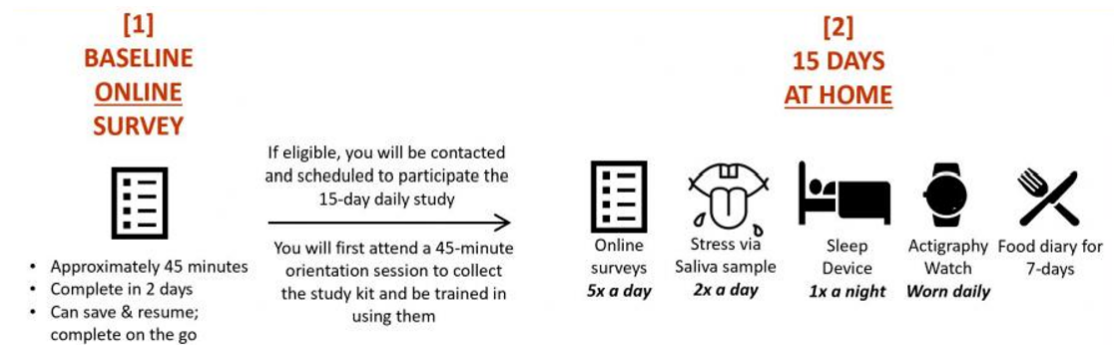 [1]
BASELINE
ONLINE
SURVEY
• Approximately 45 minutes
• Complete in 2 days
• Can save & resume;
complete on the go
If eligible, you will be contacted
and scheduled to participate the
15-day daily study
You will first attend a 45-minute
orientation session to collect
the study kit and be trained in
using them
[2]
15 DAYS
AT HOME
Online
surveys
5x a day
Stress via
Saliva sample
2x a day
Sleep
Device
1x a night
Actigraphy
Watch
Worn daily
Food diary for
7-days